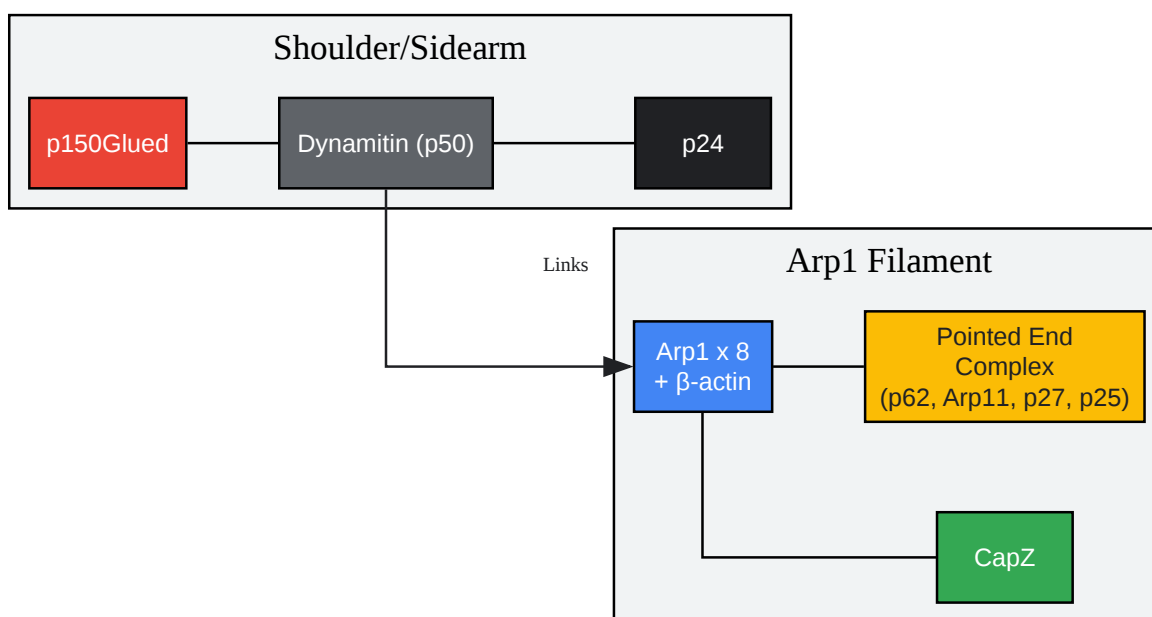 Shoulder/Sidearm
p150Glued
Dynamitin (p50)
p24
Links
Arp1 Filament
Arp1 x 8
+ β-actin
Pointed End
Complex
(p62, Arp11, p27, p25)
CapZ